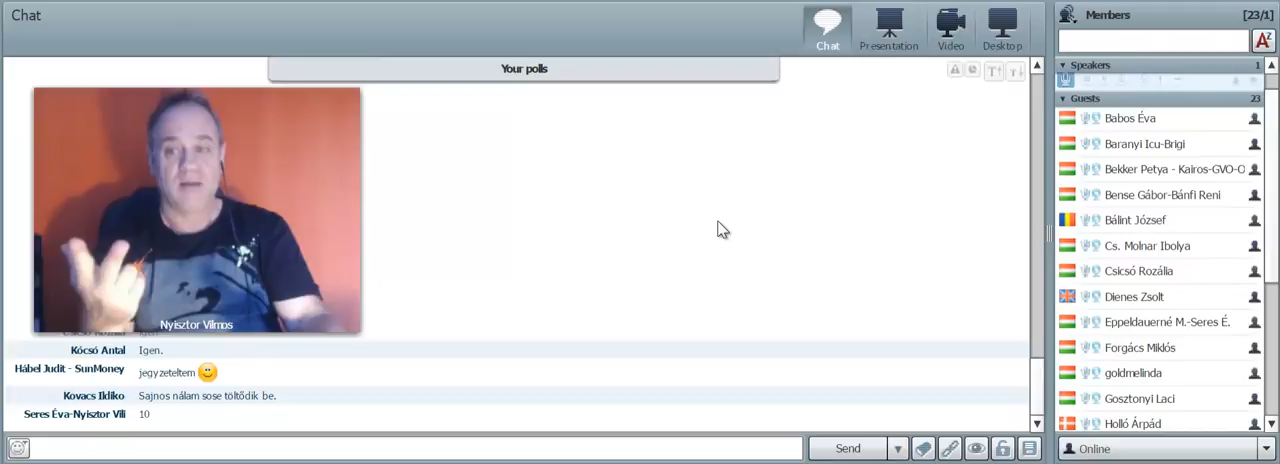 Chat
Chat
Presentation
Video
Desktop
Your polls
Nyisztor Vilmos
Kócsó Antal Igen.
Hábel Judit - SunMoney jegyzeteltem
Kovacs Ildiko Sajnos nálam sose töltődik be.
Seres Éva-Nyisztor Vili 10
Send
Members [23/1]
Speakers 1
Guests 23
Babos Éva
Baranyi Icu-Brigi
Bekker Petya - Kairos-GVO-O
Bense Gábor-Bánfi Reni
Bálint József
Cs. Molnar Ibolya
Csicsó Rozália
Dienes Zsolt
Eppeldauerné M.-Seres É.
Forgács Miklós
goldmelinda
Gosztonyi Laci
Holló Árpád
Online